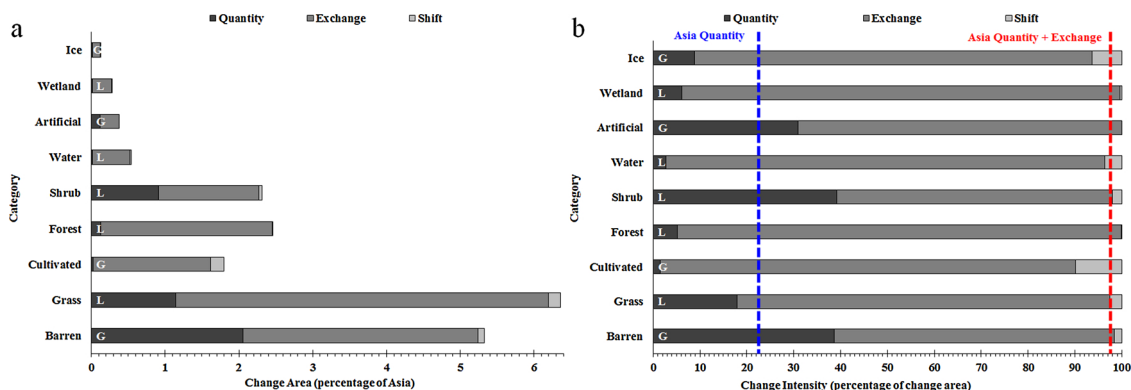 a
Quantity Exchange Shift
Category
Ice G
Wetland L
Artificial G
Water L
Shrub L
Forest L
Cultivated G
Grass L
Barren G
0 1 2 3 4 5 6
Change Area (percentage of Asia)
b
Quantity Exchange Shift
Asia Quantity Asia Quantity + Exchange
Category
Ice G
Wetland L
Artificial G
Water L
Shrub L
Forest L
Cultivated G
Grass L
Barren G
0 10 20 30 40 50 60 70 80 90 100
Change Intensity (percentage of change area)